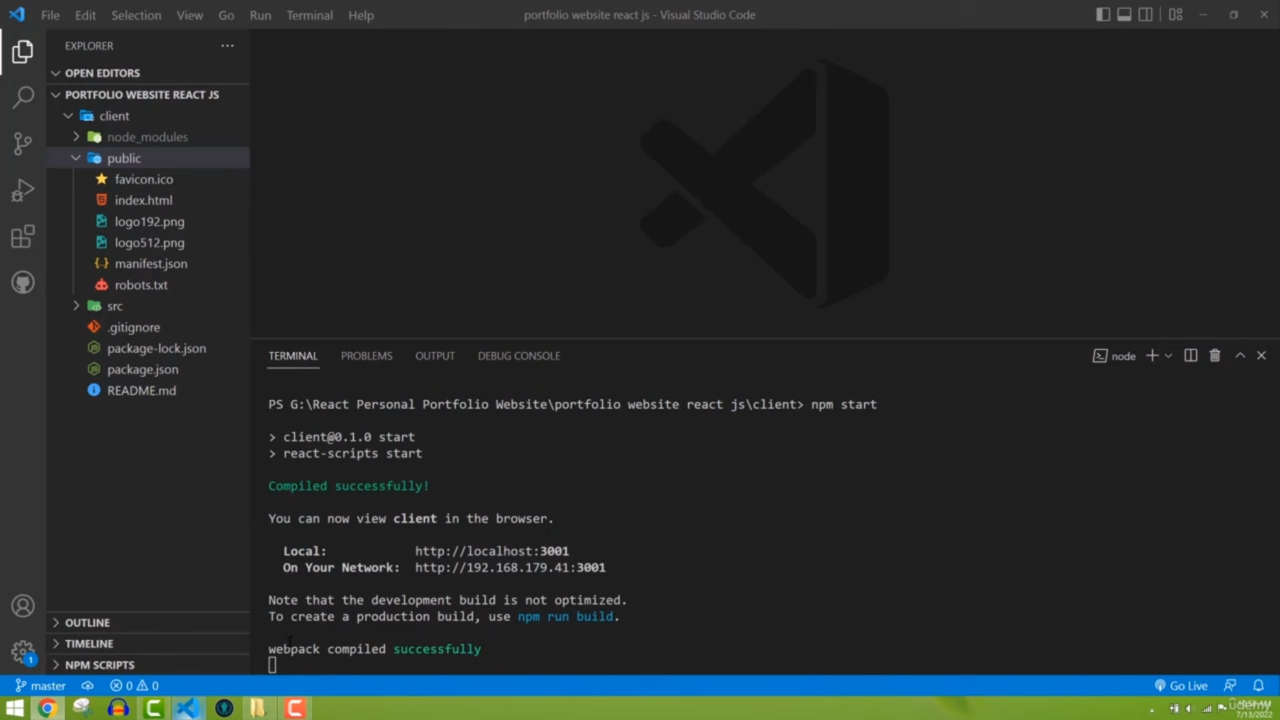 File Edit Selection View Go Run Terminal Help portfolio website react js - Visual Studio Code
EXPLORER
OPEN EDITORS
PORTFOLIO WEBSITE REACT JS
client
node_modules
public
favicon.ico
index.html
logo192.png
logo512.png
manifest.json
robots.txt
src
.gitignore
package-lock.json
package.json
README.md
OUTLINE
TIMELINE
NPM SCRIPTS
TERMINAL PROBLEMS OUTPUT DEBUG CONSOLE node
PS G:\React Personal Portfolio Website\portfolio website react js\client> npm start
> client@0.1.0 start
> react-scripts start
Compiled successfully!
You can now view client in the browser.
Local: http://localhost:3001
On Your Network: http://192.168.179.41:3001
Note that the development build is not optimized.
To create a production build, use npm run build.
webpack compiled successfully
1
master 0 0 Go Live
7/13/2022